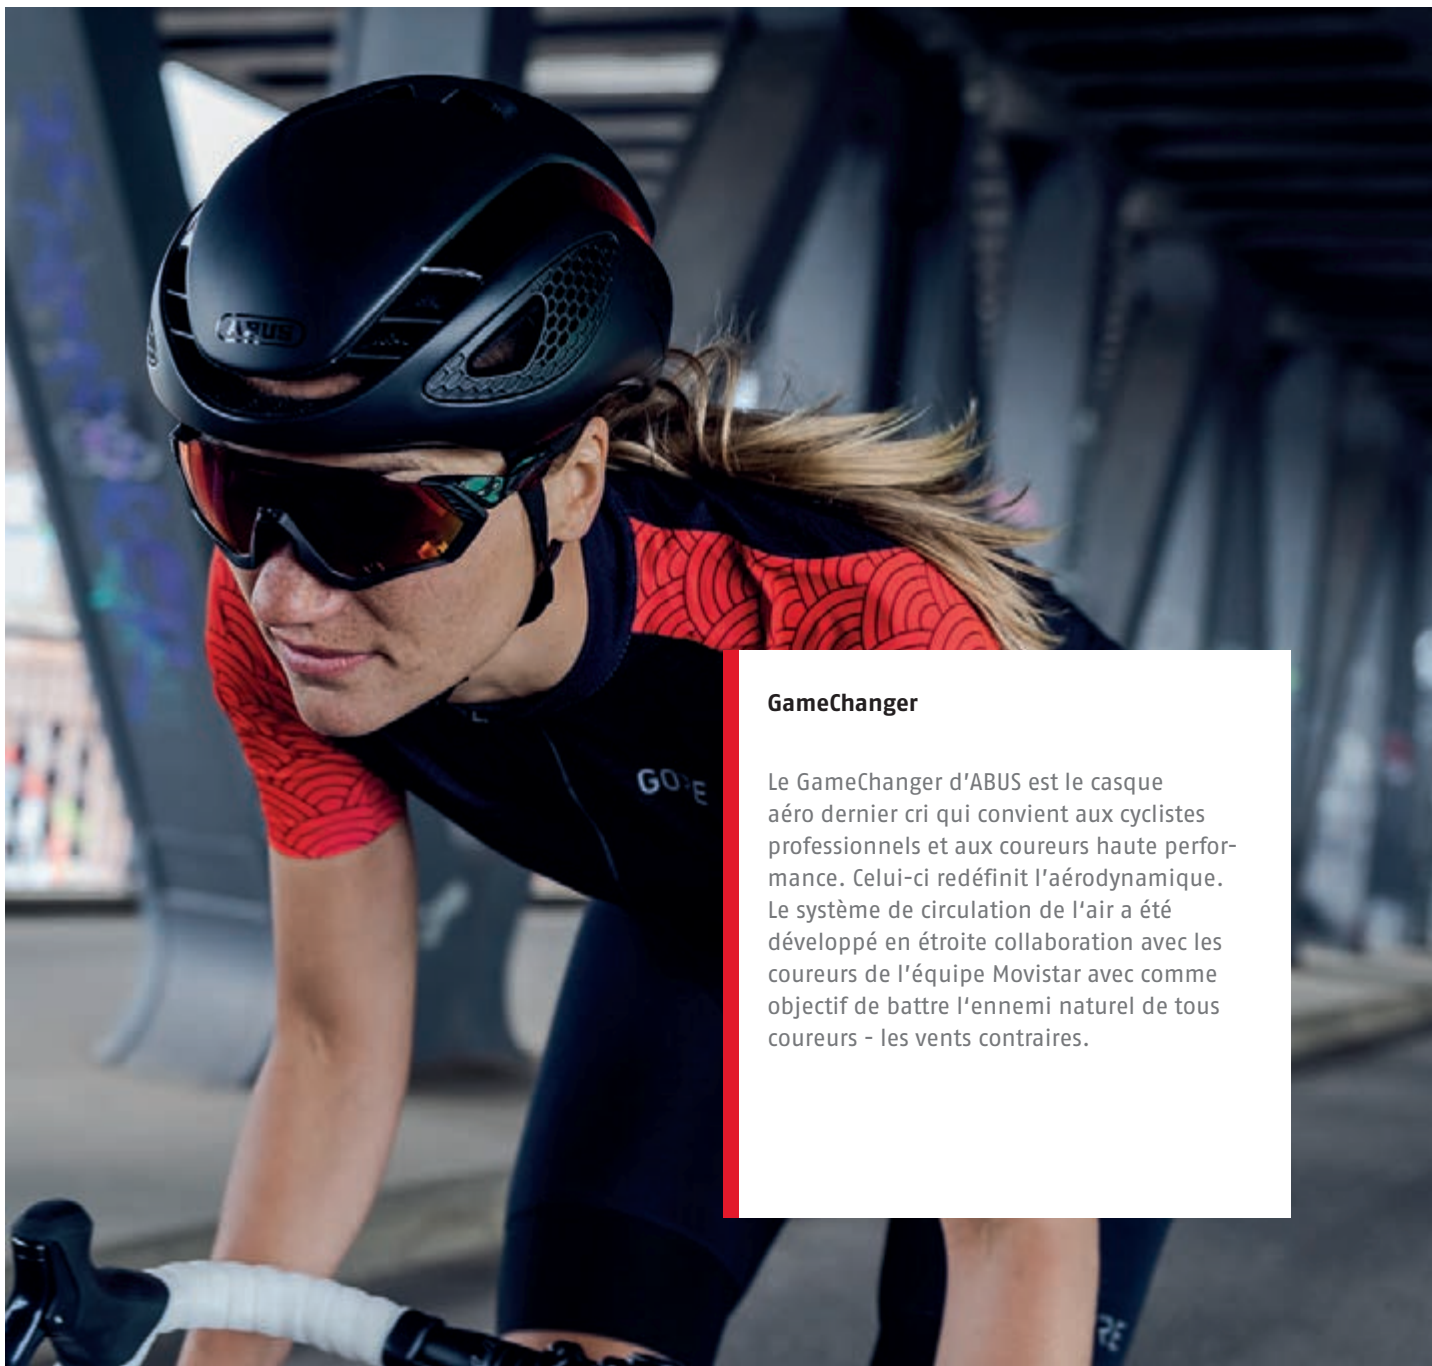 ABUS
GameChanger
Le GameChanger d’ABUS est le casque
aéro dernier cri qui convient aux cyclistes
professionnels et aux coureurs haute perfor-
mance. Celui-ci redéfinit l’aérodynamique.
Le système de circulation de l‘air a été
développé en étroite collaboration avec les
coureurs de l’équipe Movistar avec comme
objectif de battre l‘ennemi naturel de tous
coureurs - les vents contraires.